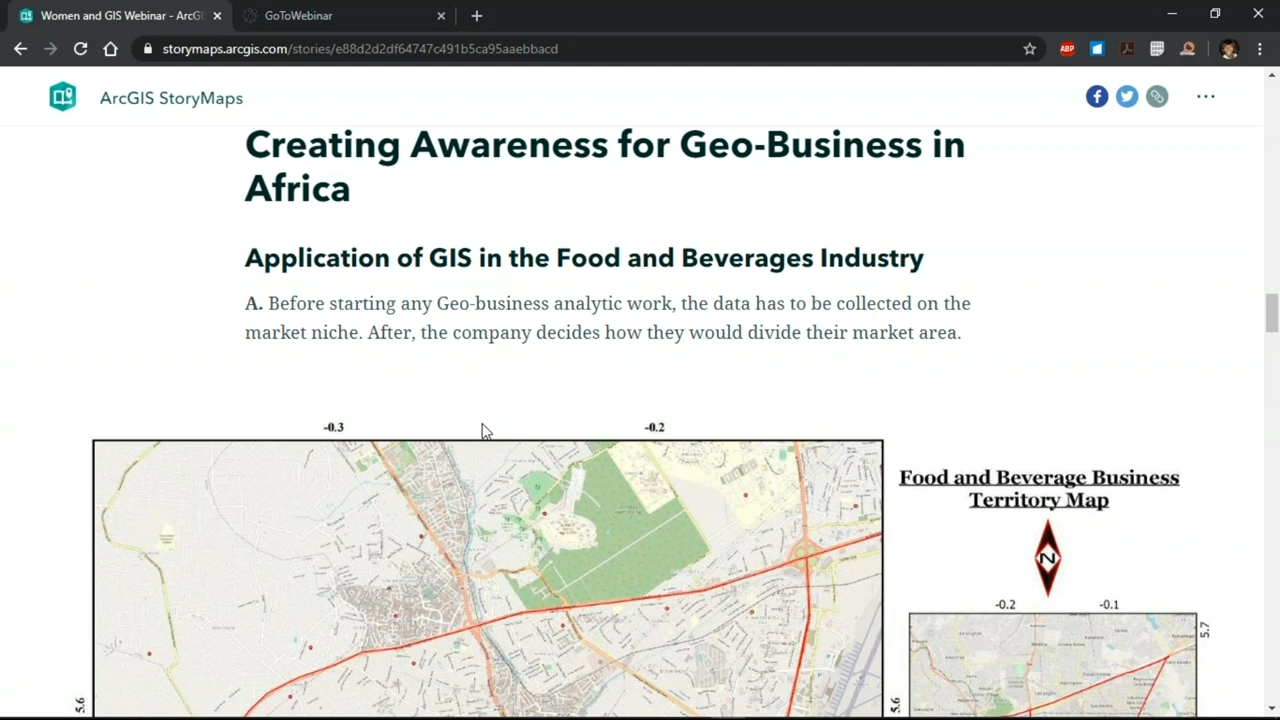 Women and GIS Webinar - ArcG
GoToWebinar
storymaps.arcgis.com/stories/e88d2d2df64747c491b5ca95aaebbacd
ABP
ArcGIS StoryMaps
Creating Awareness for Geo-Business in
Africa
Application of GIS in the Food and Beverages Industry
A. Before starting any Geo-business analytic work, the data has to be collected on the
market niche. After, the company decides how they would divide their market area.
-0.3
-0.2
Food and Beverage Business
Territory Map
N
-0.2
-0.1
5.7
5.6
5.6